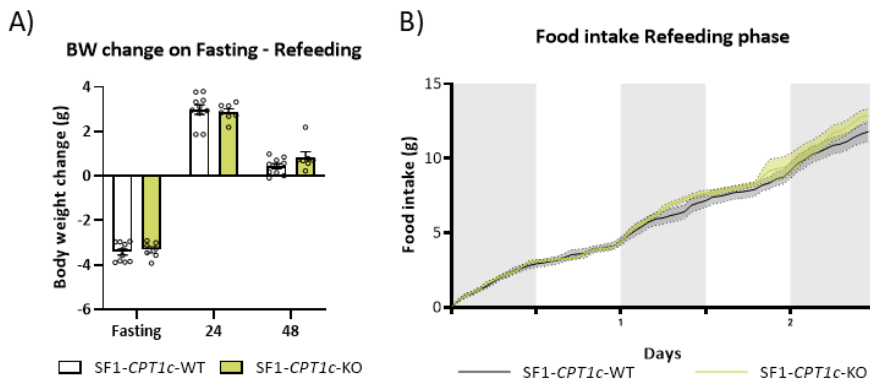 A)
BW change on Fasting - Refeeding
Body weight change (g)
4
2
0
-2
-4
-6
Fasting
24
48
SF1-CPT1c-WT
SF1-CPT1c-KO
B)
Food intake Refeeding phase
Food intake (g)
15
10
5
0
1
2
Days
SF1-CPT1c-WT
SF1-CPT1c-KO